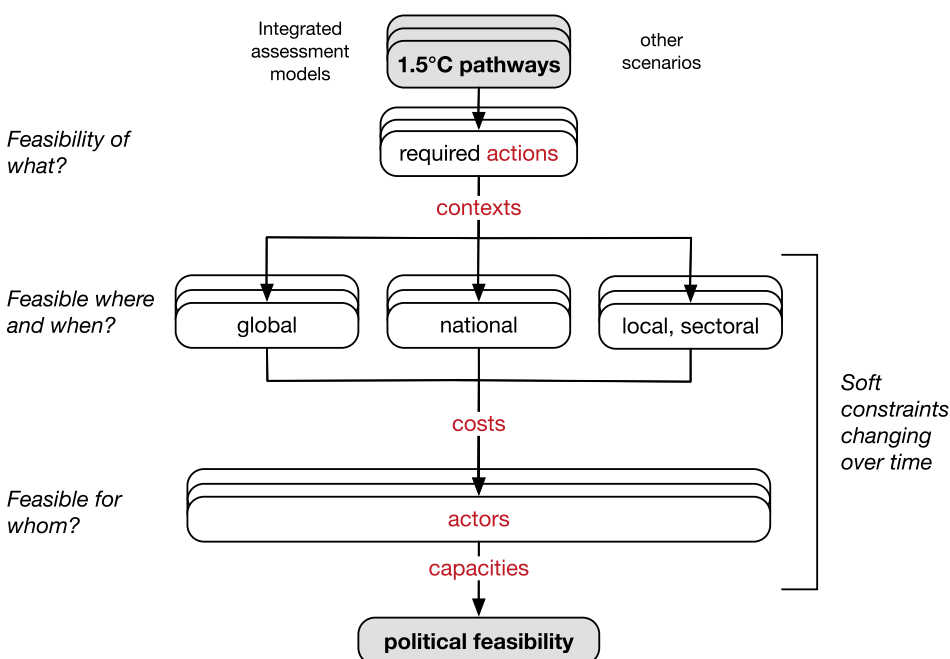 Integrated
assessment
models
1.5°C pathways
other
scenarios
Feasibility of
what?
required actions
contexts
Feasible where
and when?
global
national
local, sectoral
Soft
constraints
changing
over time
costs
Feasible for
whom?
actors
capacities
political feasibility